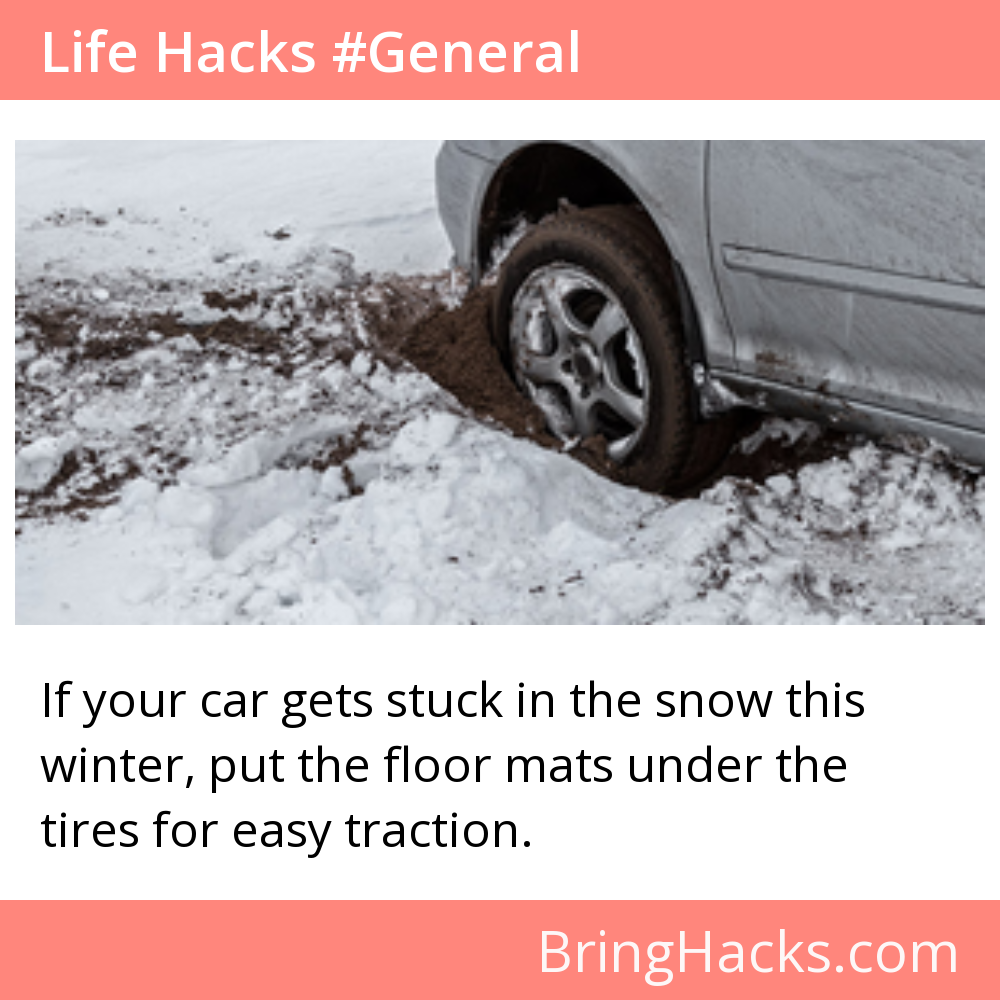 Life Hacks #General
If your car gets stuck in the snow this
winter, put the floor mats under the
tires for easy traction.
BringHacks.com